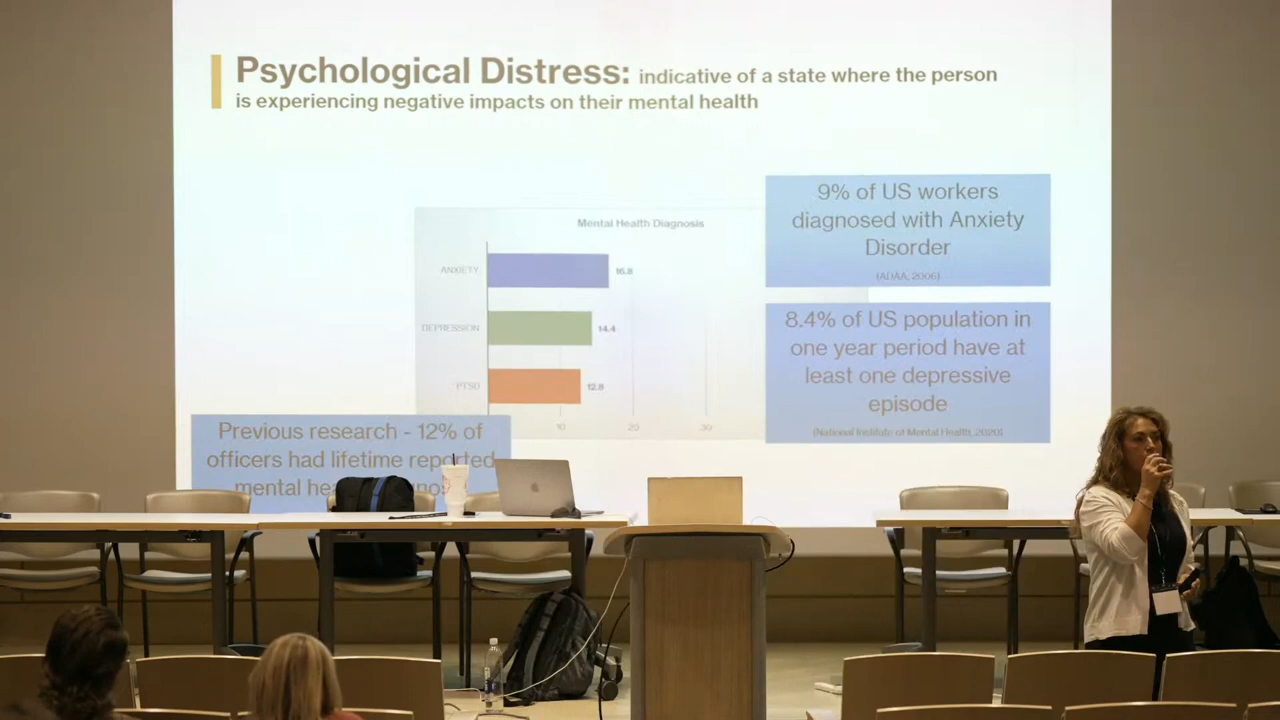 Psychological Distress: indicative of a state where the person
is experiencing negative impacts on their mental health
Mental Health Diagnosis
ANXIETY
16.8
DEPRESSION
14.4
PTSD
12.8
10
20
30
9% of US workers
diagnosed with Anxiety
Disorder
(ADAA, 2006)
8.4% of US population in
one year period have at
least one depressive
episode
(National Institute of Mental Health, 2020)
Previous research - 12% of
officers had lifetime reported
mental